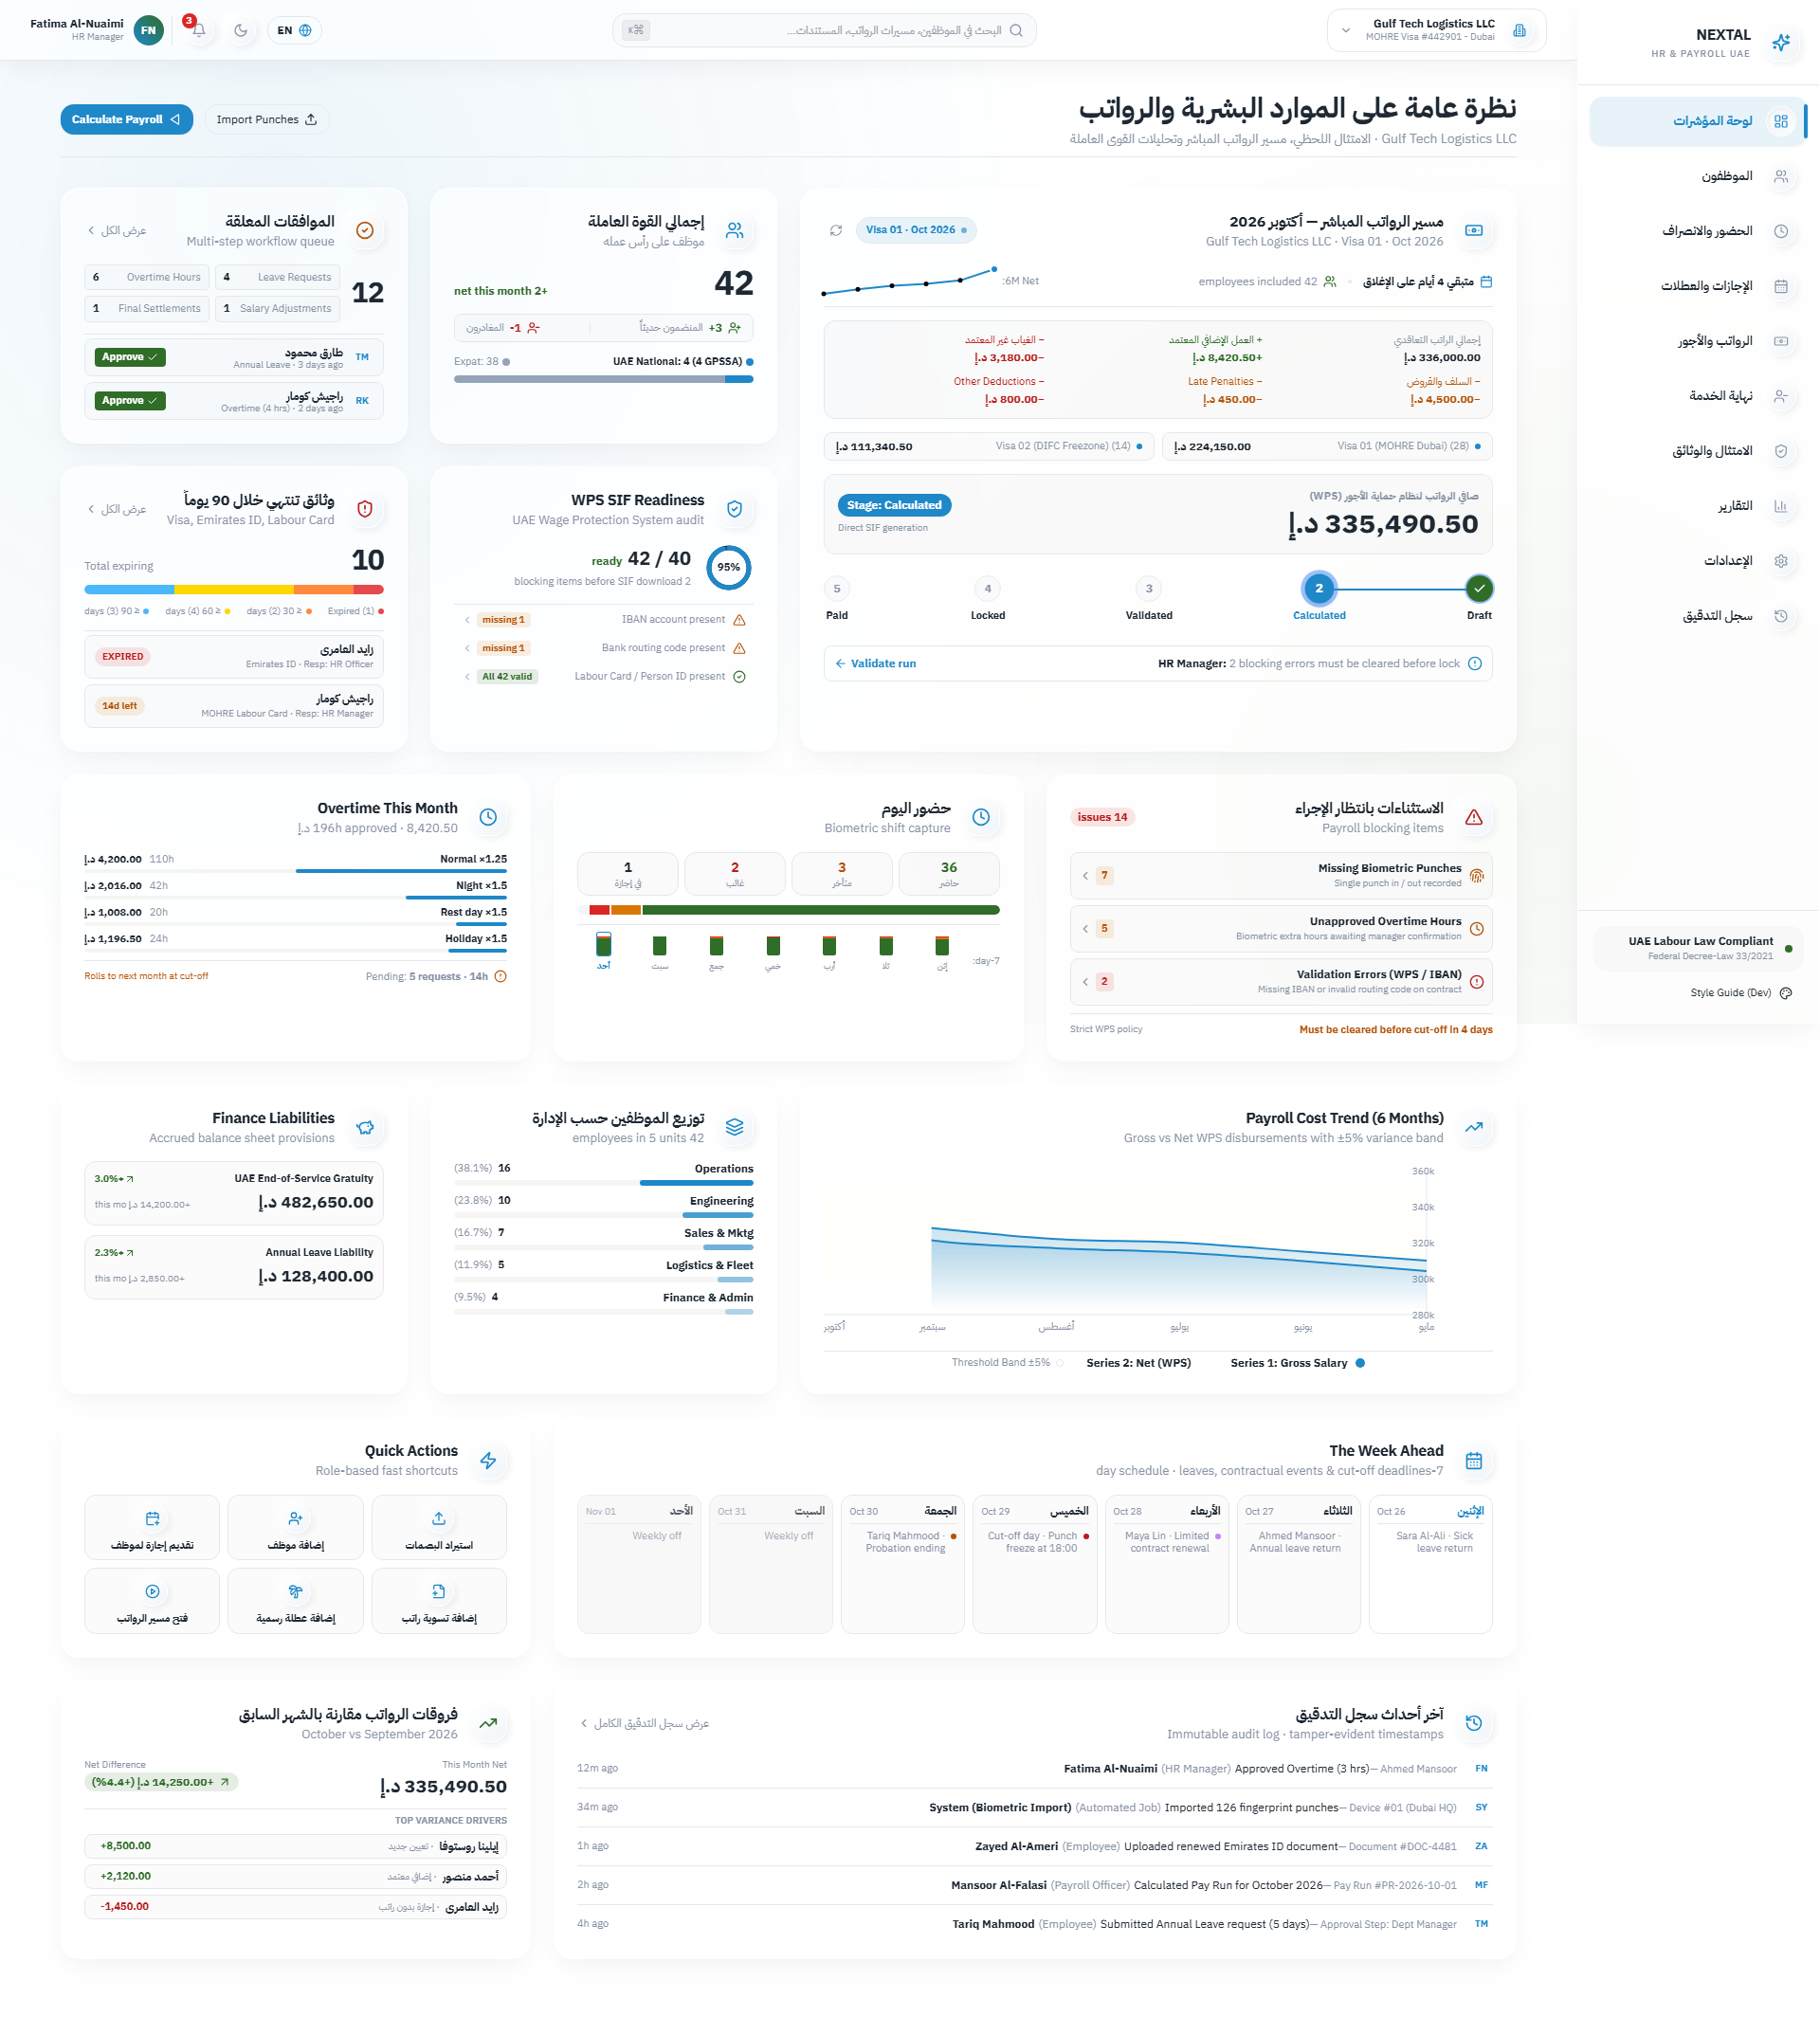 NEXTAL
HR & PAYROLL UAE
لوحة المؤشرات
الموظفون
الحضور والانصراف
الإجازات والعطلات
الرواتب والأجور
نهاية الخدمة
الامتثال والوثائق
التقارير
الإعدادات
سجل التدقيق
UAE Labour Law Compliant
Federal Decree-Law 33/2021
Style Guide (Dev)
Gulf Tech Logistics LLC
MOHRE Visa #442901 - Dubai
البحث في الموظفين، مسيرات الرواتب، المستندات...
K⌘
EN
3
FN
Fatima Al-Nuaimi
HR Manager
نظرة عامة على الموارد البشرية والرواتب
Gulf Tech Logistics LLC · الامتثال اللحظي، مسير الرواتب المباشر وتحليلات القوى العاملة
Import Punches
Calculate Payroll
مسير الرواتب المباشر — أكتوبر 2026
Gulf Tech Logistics LLC · Visa 01 · Oct 2026
Visa 01 · Oct 2026
متبقي 4 أيام على الإغلاق
employees included 42
:6M Net
إجمالي الراتب التعاقدي
336,000.00 د.إ
+ العمل الإضافي المعتمد
+8,420.50 د.إ
− الغياب غير المعتمد
−3,180.00 د.إ
− السلف والقروض
−4,500.00 د.إ
Late Penalties −
−450.00 د.إ
Other Deductions −
−800.00 د.إ
Visa 01 (MOHRE Dubai) (28)
224,150.00 د.إ
Visa 02 (DIFC Freezone) (14)
111,340.50 د.إ
صافي الرواتب لنظام حماية الأجور (WPS)
335,490.50 د.إ
Stage: Calculated
Direct SIF generation
Draft
2
Calculated
3
Validated
4
Locked
5
Paid
HR Manager: 2 blocking errors must be cleared before lock
Validate run
إجمالي القوة العاملة
موظف على رأس عمله
42
net this month 2+
المنضمون حديثاً +3
المغادرون -1
UAE National: 4 (4 GPSSA)
Expat: 38
الموافقات المعلقة
Multi-step workflow queue
عرض الكل
12
Leave Requests 4
Overtime Hours 6
Salary Adjustments 1
Final Settlements 1
TM
طارق محمود
Annual Leave · 3 days ago
Approve
RK
راجيش كومار
Overtime (4 hrs) · 2 days ago
Approve
WPS SIF Readiness
UAE Wage Protection System audit
95%
ready 42 / 40
blocking items before SIF download 2
IBAN account present
missing 1
Bank routing code present
missing 1
Labour Card / Person ID present
All 42 valid
وثائق تنتهي خلال 90 يوماً
Visa, Emirates ID, Labour Card
عرض الكل
10
Total expiring
Expired (1)
days (2) 30 ≥
days (4) 60 ≥
days (3) 90 ≥
زايد العامري
Emirates ID · Resp: HR Officer
EXPIRED
راجيش كومار
MOHRE Labour Card · Resp: HR Manager
14d left
الاستثناءات بانتظار الإجراء
Payroll blocking items
issues 14
Missing Biometric Punches
Single punch in / out recorded
7
Unapproved Overtime Hours
Biometric extra hours awaiting manager confirmation
5
Validation Errors (WPS / IBAN)
Missing IBAN or invalid routing code on contract
2
Must be cleared before cut-off in 4 days
Strict WPS policy
حضور اليوم
Biometric shift capture
36
حاضر
3
متأخر
2
غائب
1
في إجازة
:day-7
إثن
ثلا
أرب
خمي
جمع
سبت
أحد
Overtime This Month
196h approved · 8,420.50 د.إ
Normal ×1.25
110h
4,200.00 د.إ
Night ×1.5
42h
2,016.00 د.إ
Rest day ×1.5
20h
1,008.00 د.إ
Holiday ×1.5
24h
1,196.50 د.إ
Pending: 5 requests · 14h
Rolls to next month at cut-off
Payroll Cost Trend (6 Months)
Gross vs Net WPS disbursements with ±5% variance band
360k
340k
320k
300k
280k
مايو
يونيو
يوليو
أغسطس
سبتمبر
أكتوبر
Series 1: Gross Salary
Series 2: Net (WPS)
Threshold Band ±5%
توزيع الموظفين حسب الإدارة
employees in 5 units 42
Operations
16 (38.1%)
Engineering
10 (23.8%)
Sales & Mktg
7 (16.7%)
Logistics & Fleet
5 (11.9%)
Finance & Admin
4 (9.5%)
Finance Liabilities
Accrued balance sheet provisions
UAE End-of-Service Gratuity
3.0%+
482,650.00 د.إ
this mo د.إ 14,200.00+
Annual Leave Liability
2.3%+
128,400.00 د.إ
this mo د.إ 2,850.00+
The Week Ahead
day schedule · leaves, contractual events & cut-off deadlines-7
الإثنين
Oct 26
Sara Al-Ali · Sick
leave return
الثلاثاء
Oct 27
Ahmed Mansoor ·
Annual leave return
الأربعاء
Oct 28
Maya Lin · Limited
contract renewal
الخميس
Oct 29
Cut-off day · Punch
freeze at 18:00
الجمعة
Oct 30
Tariq Mahmood ·
Probation ending
السبت
Oct 31
Weekly off
الأحد
Nov 01
Weekly off
Quick Actions
Role-based fast shortcuts
استيراد البصمات
إضافة موظف
تقديم إجازة لموظف
إضافة تسوية راتب
إضافة عطلة رسمية
فتح مسير الرواتب
آخر أحداث سجل التدقيق
Immutable audit log · tamper-evident timestamps
عرض سجل التدقيق الكامل
FN
Fatima Al-Nuaimi (HR Manager) Approved Overtime (3 hrs)— Ahmed Mansoor
12m ago
SY
System (Biometric Import) (Automated Job) Imported 126 fingerprint punches— Device #01 (Dubai HQ)
34m ago
ZA
Zayed Al-Ameri (Employee) Uploaded renewed Emirates ID document— Document #DOC-4481
1h ago
MF
Mansoor Al-Falasi (Payroll Officer) Calculated Pay Run for October 2026— Pay Run #PR-2026-10-01
2h ago
TM
Tariq Mahmood (Employee) Submitted Annual Leave request (5 days)— Approval Step: Dept Manager
4h ago
فروقات الرواتب مقارنة بالشهر السابق
October vs September 2026
This Month Net
335,490.50 د.إ
Net Difference
+14,250.00 د.إ (+4.4%)
TOP VARIANCE DRIVERS
إيلينا روستوفا · تعيين جديد
+8,500.00
أحمد منصور · إضافي معتمد
+2,120.00
زايد العامري · إجازة بدون راتب
-1,450.00